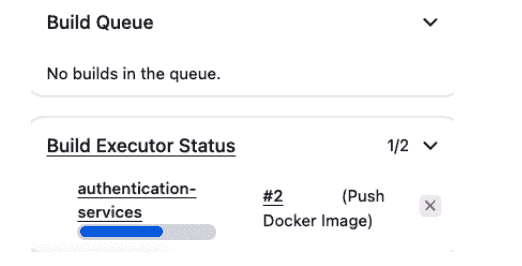 Build Queue
No builds in the queue.
Build Executor Status 1/2
authentication- #2 (Push
services Docker Image)